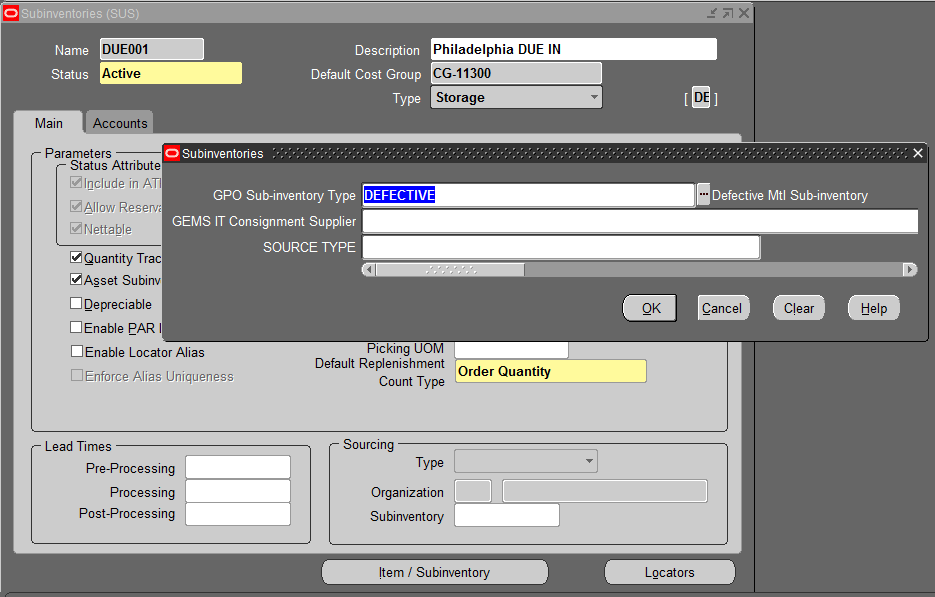 Subinventories (SUS)
Name DUE001 Description Philadelphia DUE IN
Status Active Default Cost Group CG-11300
Type Storage [ DE ]
Main Accounts
Parameters
Status Attribute
Include in AT
Allow Reserva
Nettable
Quantity Trac
Asset Subinv
Depreciable
Enable PAR
Enable Locator Alias
Enforce Alias Uniqueness
Subinventories
GPO Sub-inventory Type DEFECTIVE ... Defective Mtl Sub-inventory
GEMS IT Consignment Supplier
SOURCE TYPE
OK Cancel Clear Help
Picking UOM
Default Replenishment
Count Type Order Quantity
Lead Times
Pre-Processing
Processing
Post-Processing
Sourcing
Type
Organization
Subinventory
Item / Subinventory Locators